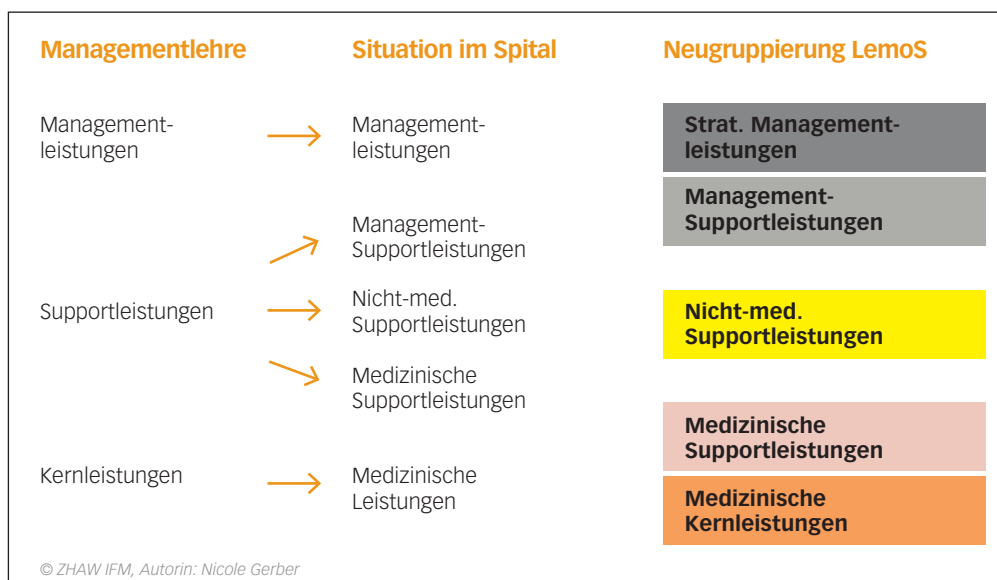 Managementlehre
Situation im Spital
Neugruppierung LemoS
Management-
leistungen
Management-
leistungen
Strat. Management-
leistungen
Management-
Supportleistungen
Management-
Supportleistungen
Supportleistungen
Nicht-med.
Supportleistungen
Nicht-med.
Supportleistungen
Medizinische
Supportleistungen
Medizinische
Supportleistungen
Kernleistungen
Medizinische
Leistungen
Medizinische
Kernleistungen
© ZHAW IFM, Autorin: Nicole Gerber